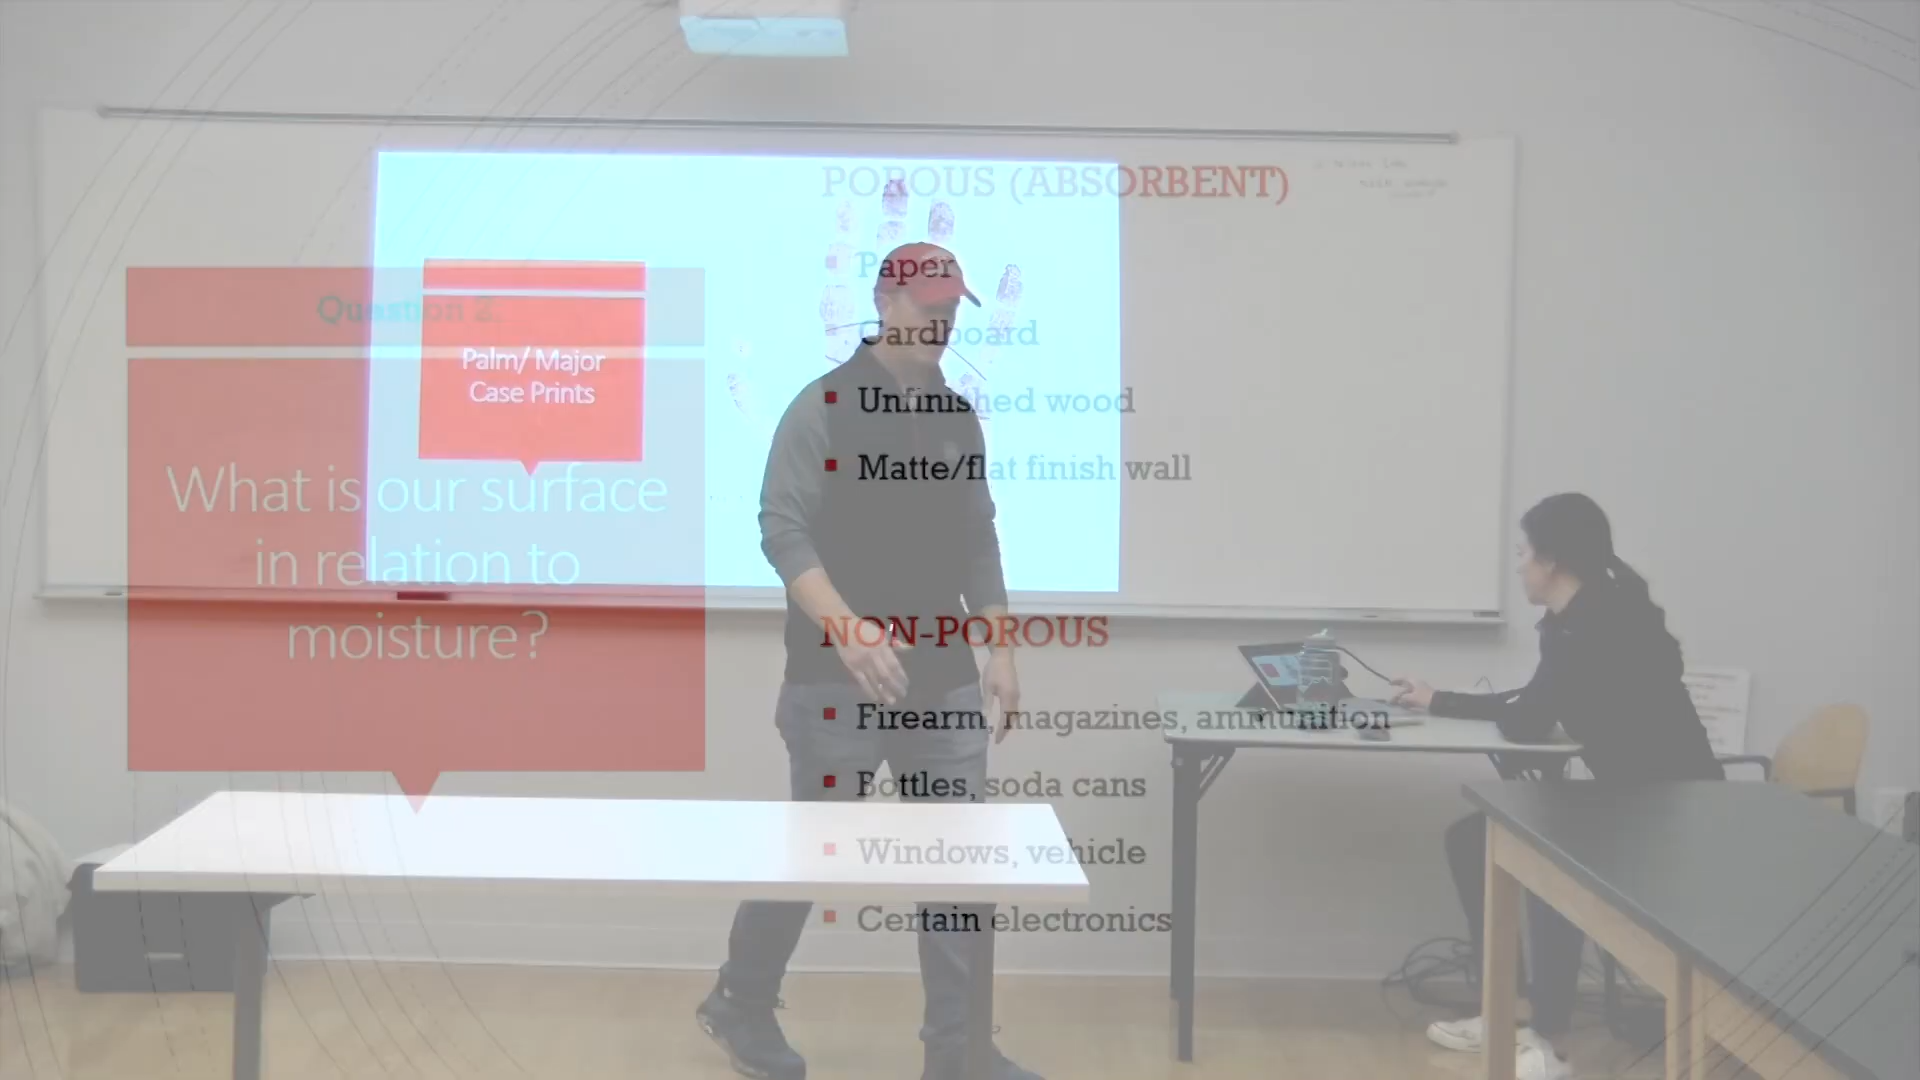 Question 2:
What is our surface
in relation to
moisture?
Palm/ Major
Case Prints
POROUS (ABSORBENT)
Paper
Cardboard
Unfinished wood
Matte/flat finish wall
NON-POROUS
Firearm, magazines, ammunition
Bottles, soda cans
Windows, vehicle
Certain electronics